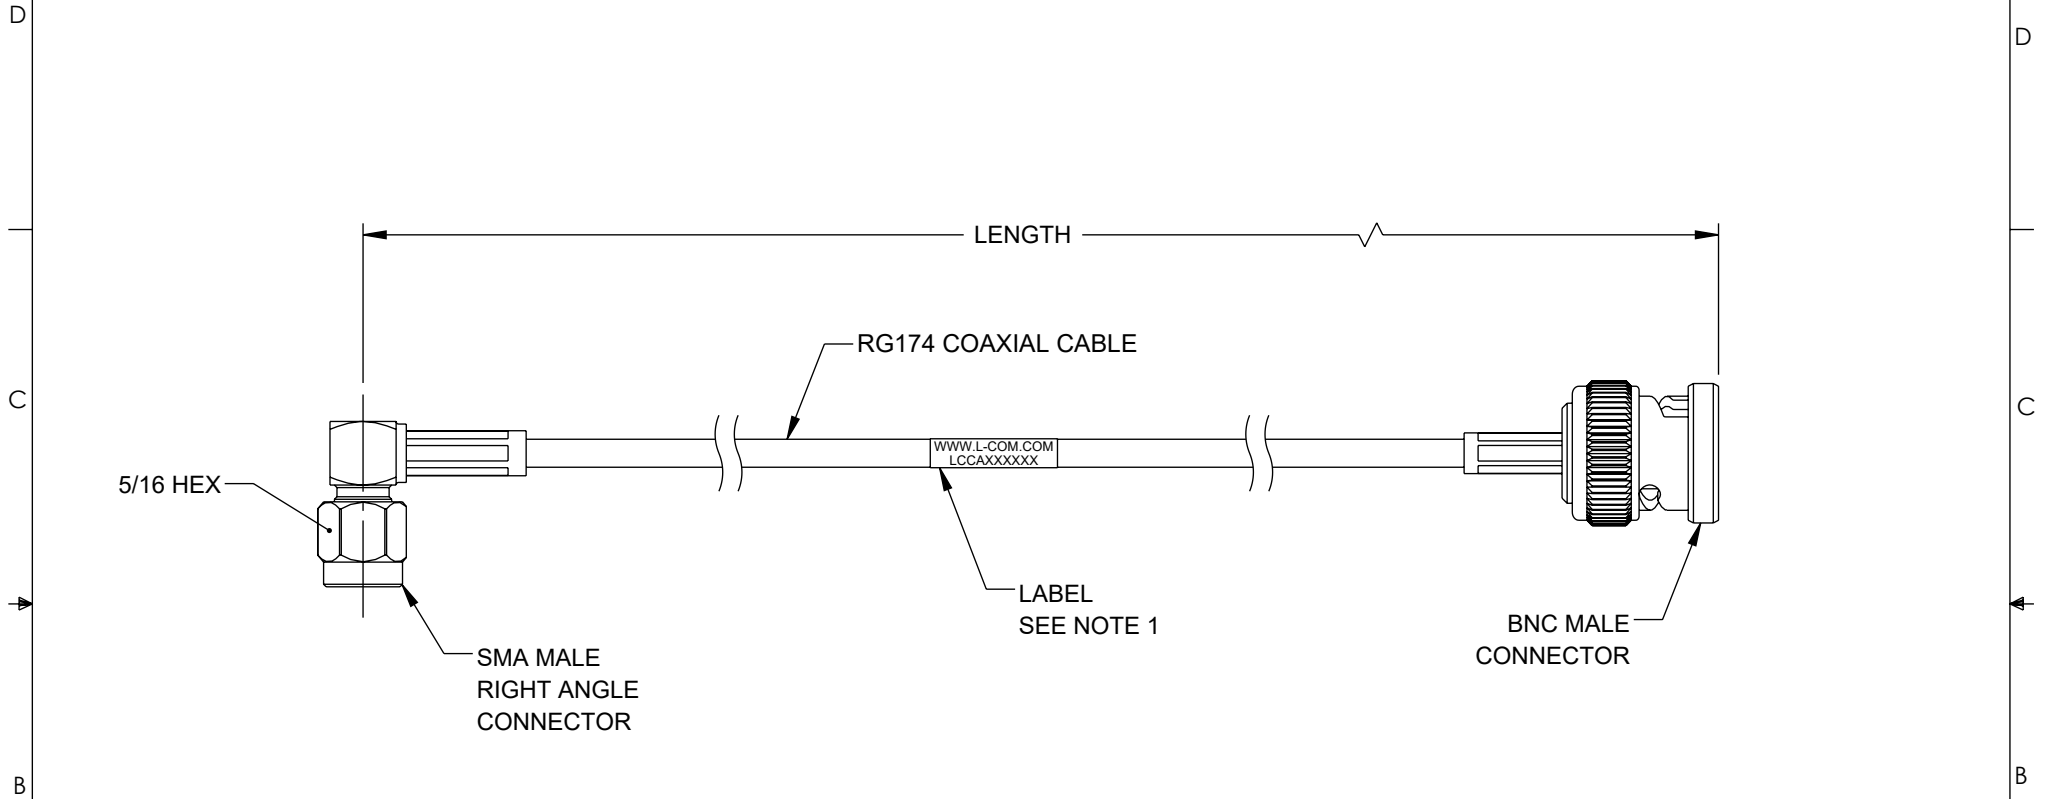 D
D
LENGTH
RG174 COAXIAL CABLE
C
C
WWW.L-COM.COM
LCCAXXXXXX
5/16 HEX
LABEL
SEE NOTE 1
BNC MALE
CONNECTOR
SMA MALE
RIGHT ANGLE
CONNECTOR
B
B